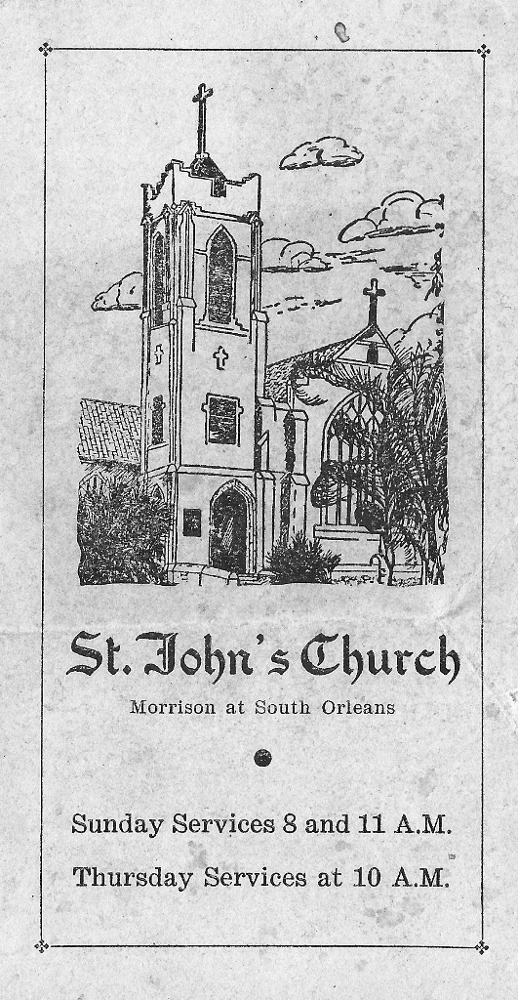 St. John's Church
Morrison at South Orleans
Sunday Services 8 and 11 A.M.
Thursday Services at 10 A.M.